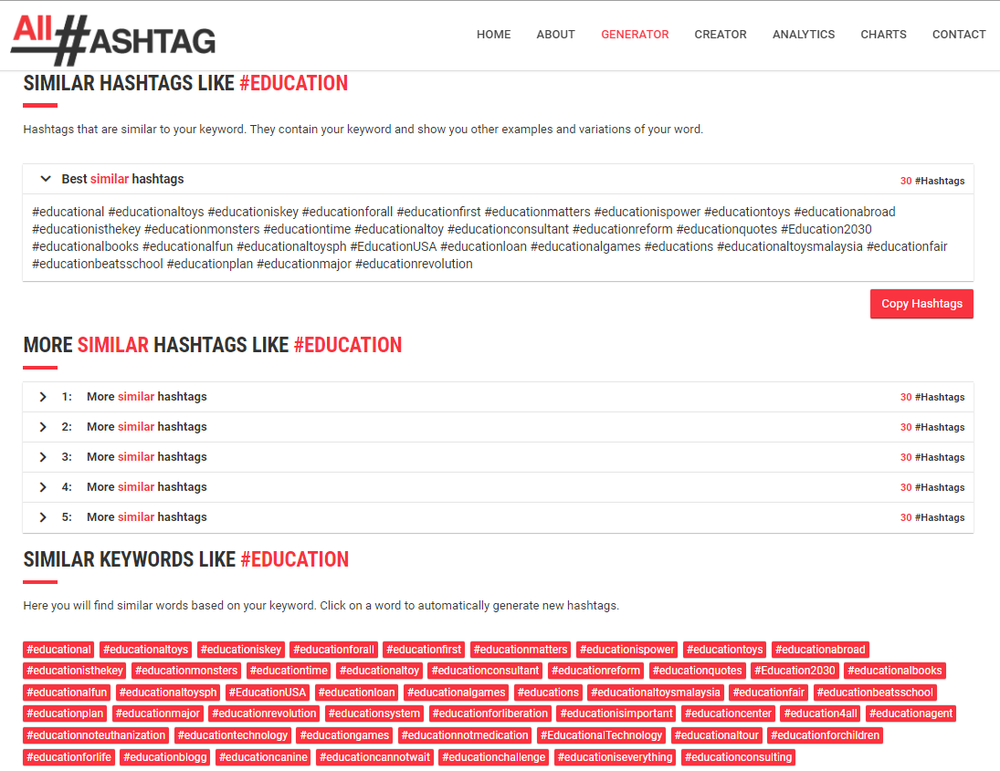 All #HASHTAG
HOME ABOUT GENERATOR CREATOR ANALYTICS CHARTS CONTACT
SIMILAR HASHTAGS LIKE #EDUCATION
Hashtags that are similar to your keyword. They contain your keyword and show you other examples and variations of your word.
Best similar hashtags 30 #Hashtags
#educational #educationaltoys #educationiskey #educationforall #educationfirst #educationmatters #educationispower #educationtoys #educationabroad
#educationisthekey #educationmonsters #educationtime #educationaltoy #educationconsultant #educationreform #educationquotes #Education2030
#educationalbooks #educationalfun #educationaltoysph #EducationUSA #educationloan #educationalgames #educations #educationaltoysmalaysia #educationfair
#educationbeatsschool #educationplan #educationmajor #educationrevolution
Copy Hashtags
MORE SIMILAR HASHTAGS LIKE #EDUCATION
1: More similar hashtags 30 #Hashtags
2: More similar hashtags 30 #Hashtags
3: More similar hashtags 30 #Hashtags
4: More similar hashtags 30 #Hashtags
5: More similar hashtags 30 #Hashtags
SIMILAR KEYWORDS LIKE #EDUCATION
Here you will find similar words based on your keyword. Click on a word to automatically generate new hashtags.
#educational #educationaltoys #educationiskey #educationforall #educationfirst #educationmatters #educationispower #educationtoys #educationabroad
#educationisthekey #educationmonsters #educationtime #educationaltoy #educationconsultant #educationreform #educationquotes #Education2030 #educationalbooks
#educationalfun #educationaltoysph #EducationUSA #educationloan #educationalgames #educations #educationaltoysmalaysia #educationfair #educationbeatsschool
#educationplan #educationmajor #educationrevolution #educationsystem #educationforliberation #educationisimportant #educationcenter #education4all #educationagent
#educationnoteuthanization #educationtechnology #educationgames #educationnotmedication #EducationalTechnology #educationaltour #educationforchildren
#educationforlife #educationblogg #educationcanine #educationcannotwait #educationchallenge #educationiseverything #educationconsulting